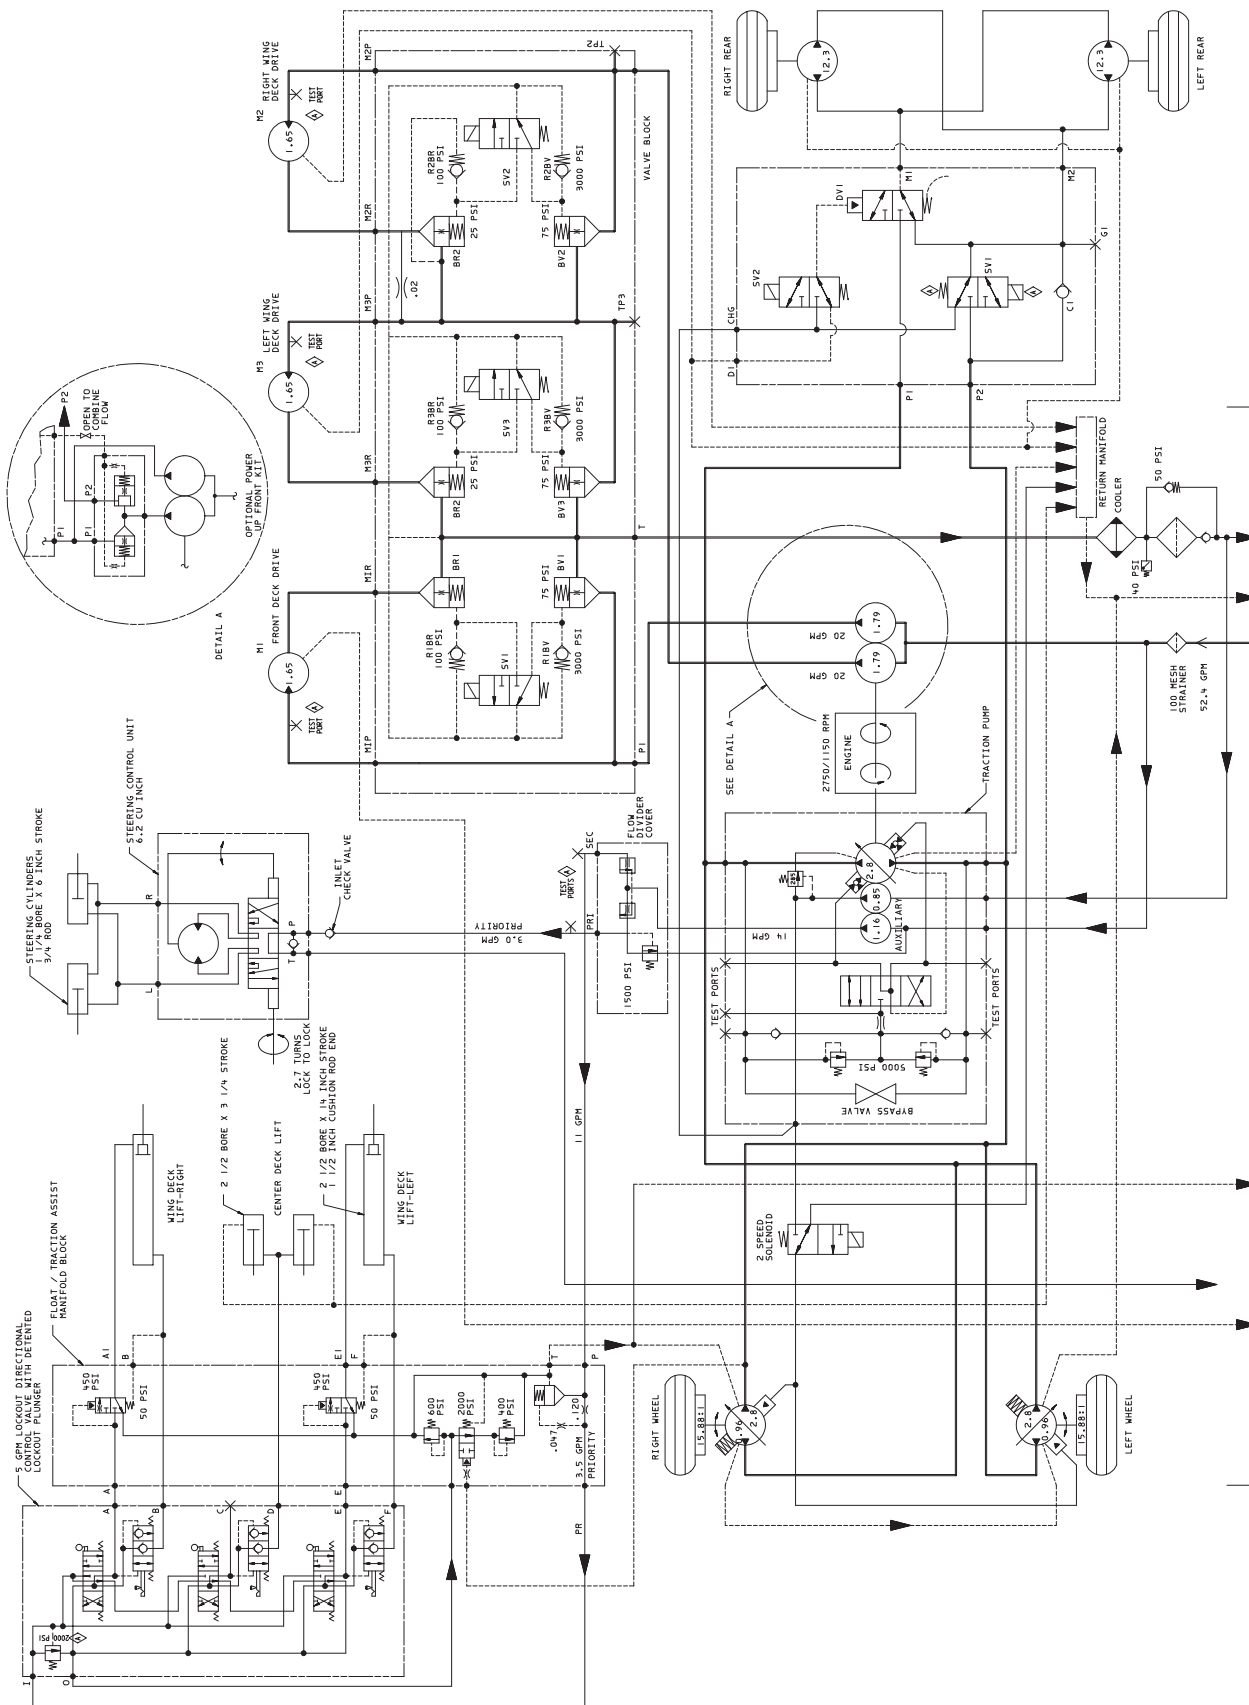 5 GPM LOCKOUT DIRECTIONAL
CONTROL VALVE WITH DETENTED
LOCKOUT PLUNGER
FLOAT / TRACTION ASSIST
MANIFOLD BLOCK
WING DECK
LIFT-RIGHT
2 1/2 BORE X 3 1/4 STROKE
CENTER DECK LIFT
2 1/2 BORE X 14 INCH STROKE
1 1/2 INCH CUSHION ROD END
WING DECK
LIFT-LEFT
2000 PSI
A
I
O
A
B
C
D
E
F
A
E
A1
B
E1
F
450
PSI
50 PSI
450
PSI
50 PSI
600
PSI
2000
PSI
400
PSI
.047
.120
3.5 GPM
PRIORITY
T
P
PR
11 GPM
STEERING CYLINDERS
1 1/4 BORE X 6 INCH STROKE
3/4 ROD
STEERING CONTROL UNIT
6.2 CU INCH
L
R
T
P
2.7 TURNS
LOCK TO LOCK
INLET
CHECK VALVE
3.0 GPM
PRIORITY
TEST
PORTS
A
PRI
SEC
1500 PSI
FLOW
DIVIDER
COVER
DETAIL A
P1
P1
P2
P2
OPEN TO
COMBINE
FLOW
OPTIONAL POWER
UP FRONT KIT
M1
FRONT DECK DRIVE
1.65
TEST
PORT
A
M1P
M1R
M3
LEFT WING
DECK DRIVE
1.65
TEST
PORT
A
M3R
M3P
M2
RIGHT WING
DECK DRIVE
1.65
TEST
PORT
A
M2R
M2P
TP2
R1BR
100 PSI
SV1
R1BV
3000 PSI
BR1
BV1
75 PSI
R3BR
100 PSI
SV3
R3BV
3000 PSI
BR2
25 PSI
BV3
75 PSI
.02
R2BR
100 PSI
SV2
R2BV
3000 PSI
BR2
25 PSI
BV2
75 PSI
P1
T
TP3
VALVE BLOCK
SEE DETAIL A
2750/1150 RPM
ENGINE
20 GPM
20 GPM
1.79
1.79
TRACTION PUMP
2.8
0.85
1.16
AUXILIARY
285
14 GPM
TEST PORTS
TEST PORTS
5000 PSI
BYPASS VALVE
2 SPEED
SOLENOID
RIGHT WHEEL
15.88:1
2.8
0.96
LEFT WHEEL
15.88:1
2.8
0.96
RIGHT REAR
12.3
LEFT REAR
12.3
SV2
DV1
M1
M2
CHG
D1
P1
P2
SV1
A
A
C1
G1
RETURN MANIFOLD
COOLER
50 PSI
40 PSI
100 MESH
STRAINER
52.4 GPM